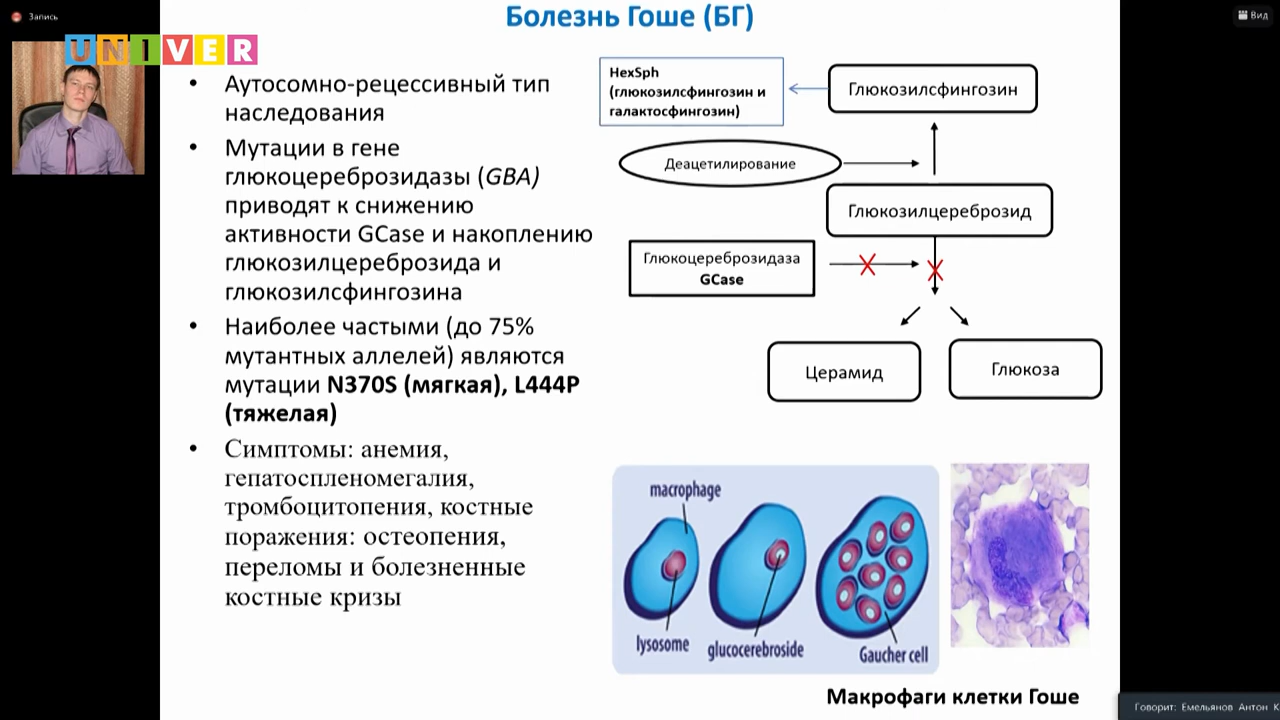 Запись
Болезнь Гоше (БГ)
Вид
UNIVER
• Аутосомно-рецессивный тип
наследования
• Мутации в гене
глюкоцереброзидазы (GBA)
приводят к снижению
активности GCase и накоплению
глюкозилцереброзида и
глюкозилсфингозина
• Наиболее частыми (до 75%
мутантных аллелей) являются
мутации N370S (мягкая), L444P
(тяжелая)
• Симптомы: анемия,
гепатоспленомегалия,
тромбоцитопения, костные
поражения: остеопения,
переломы и болезненные
костные кризы
HexSph
(глюкозилсфингозин и
галактосфингозин)
Глюкозилсфингозин
Деацетилирование
Глюкозилцереброзид
Глюкоцереброзидаза
GCase
Церамид
Глюкоза
macrophage
lysosome
glucocerebroside
Gaucher cell
Макрофаги клетки Гоше
Говорит: Емельянов Антон К